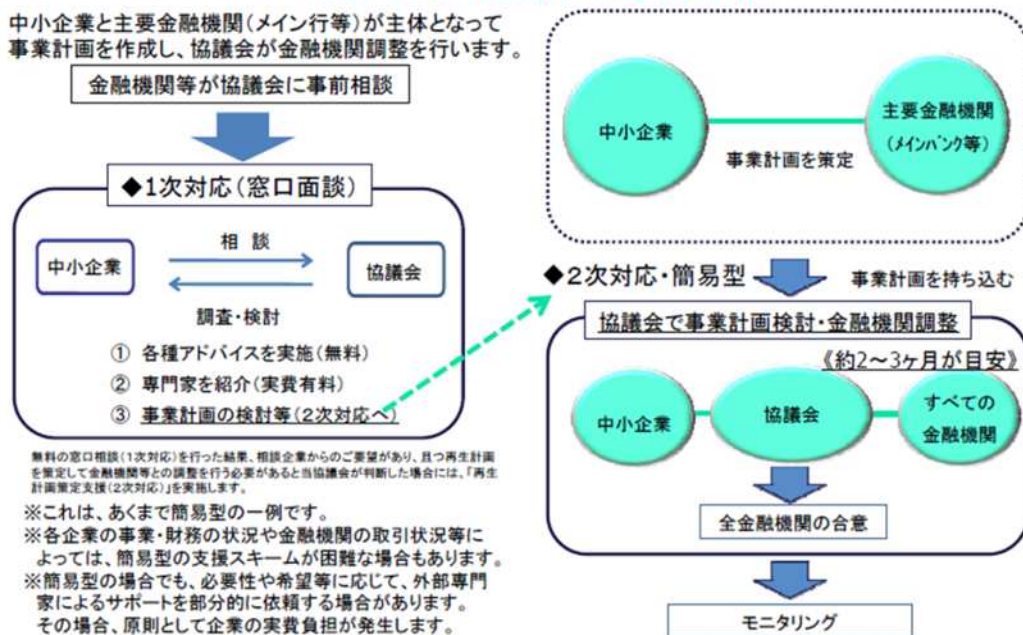 中小企業と主要金融機関(メイン行等)が主体となって
事業計画を作成し、協議会が金融機関調整を行います。
金融機関等が協議会に事前相談
◆1次対応(窓口面談)
中小企業
相 談
協議会
調査・検討
① 各種アドバイスを実施(無料)
② 専門家を紹介(実費有料)
③ 事業計画の検討等(2次対応へ)
無料の窓口相談(1次対応)を行った結果、相談企業からのご要望があり、且つ再生計画
を策定して金融機関等との調整を行う必要があると当協議会が判断した場合には、「再生
計画策定支援(2次対応)」を実施します。
※これは、あくまで簡易型の一例です。
※各企業の事業・財務の状況や金融機関の取引状況等に
よっては、簡易型の支援スキームが困難な場合もあります。
※簡易型の場合でも、必要性や希望等に応じて、外部専門
家によるサポートを部分的に依頼する場合があります。
その場合、原則として企業の実費負担が発生します。
中小企業
事業計画を策定
主要金融機関
(メインバンク等)
◆2次対応・簡易型
事業計画を持ち込む
協議会で事業計画検討・金融機関調整
《約2～3ヶ月が目安》
中小企業
協議会
すべての
金融機関
全金融機関の合意
モニタリング